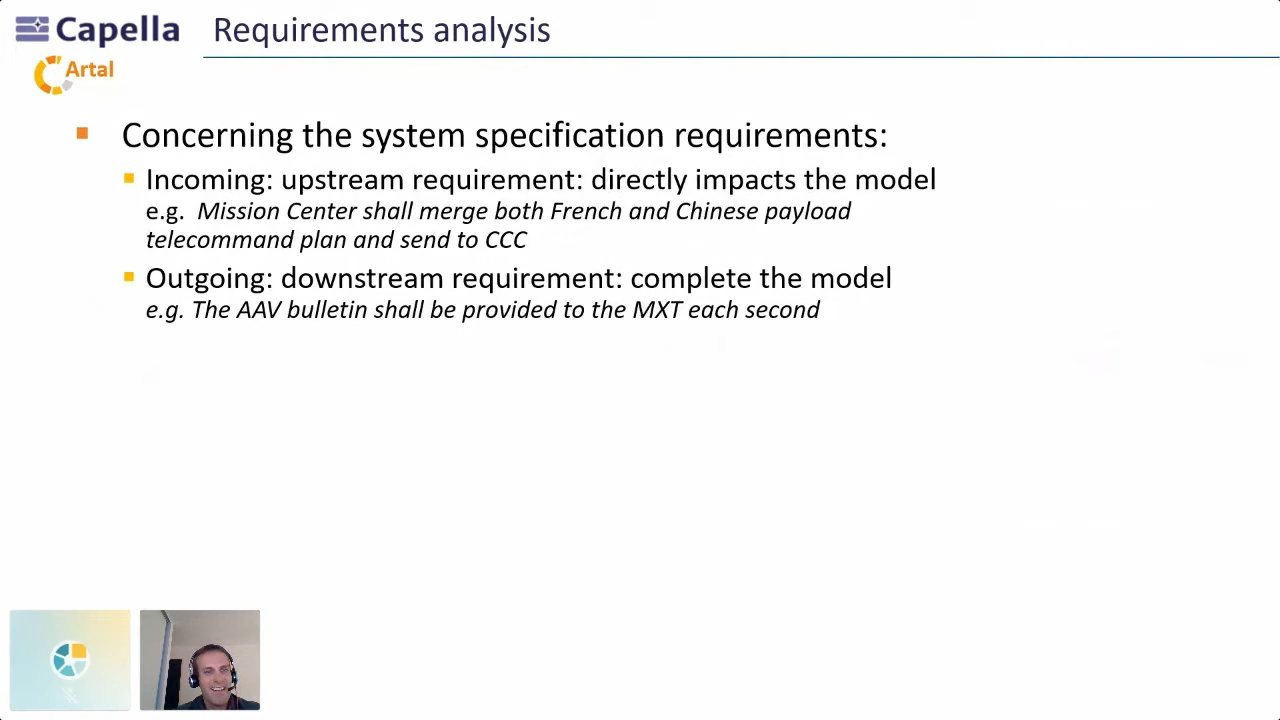 Capella
Requirements analysis
Artal
Concerning the system specification requirements:
Incoming: upstream requirement: directly impacts the model
e.g. Mission Center shall merge both French and Chinese payload
telecommand plan and send to CCC
Outgoing: downstream requirement: complete the model
e.g. The AAV bulletin shall be provided to the MXT each second